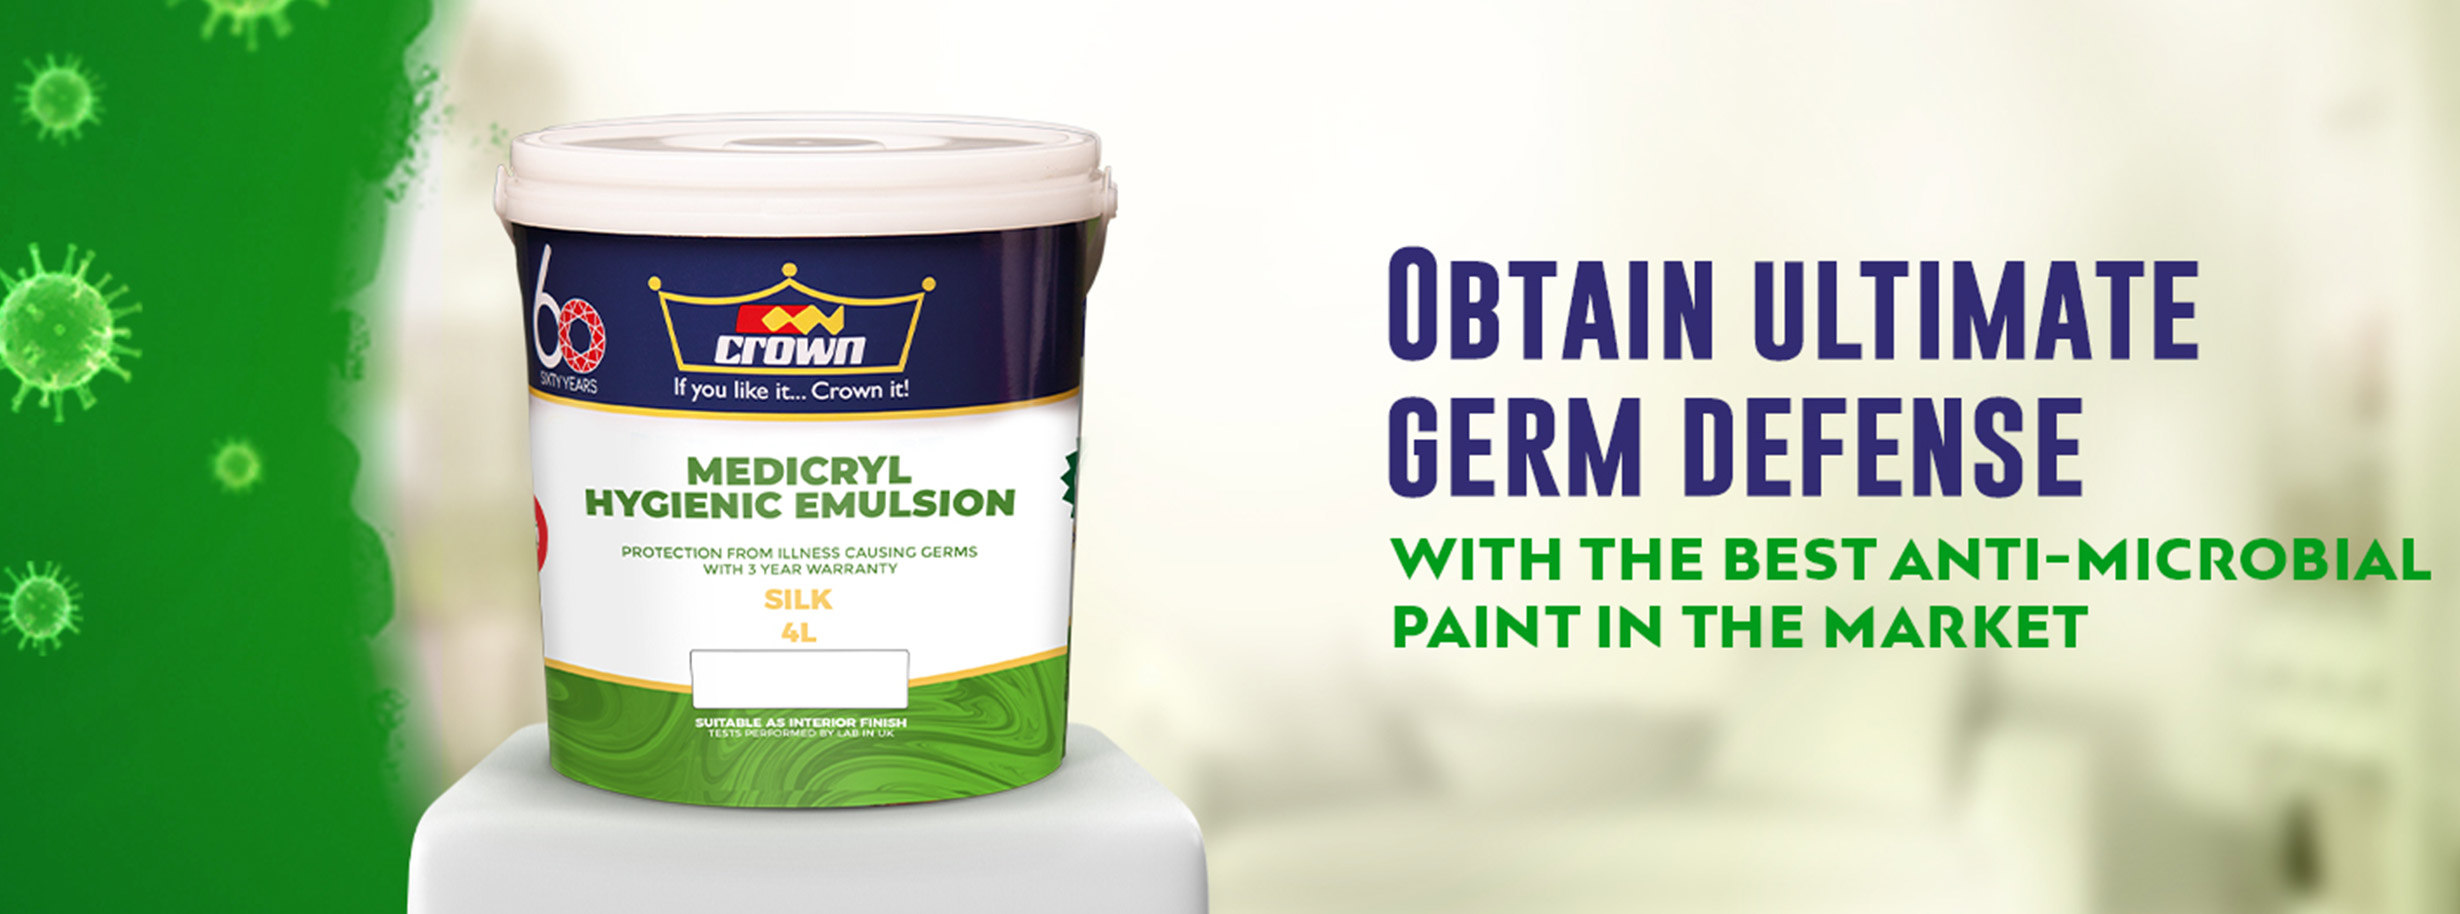 60
SIXTY YEARS
crown
If you like it... Crown it!
MEDICRYL
HYGIENIC EMULSION
PROTECTION FROM ILLNESS CAUSING GERMS
WITH 3 YEAR WARRANTY
SILK
4L
SUITABLE AS INTERIOR FINISH
TESTS PERFORMED BY LAB IN UK
OBTAIN ULTIMATE
GERM DEFENSE
WITH THE BEST ANTI-MICROBIAL
PAINT IN THE MARKET